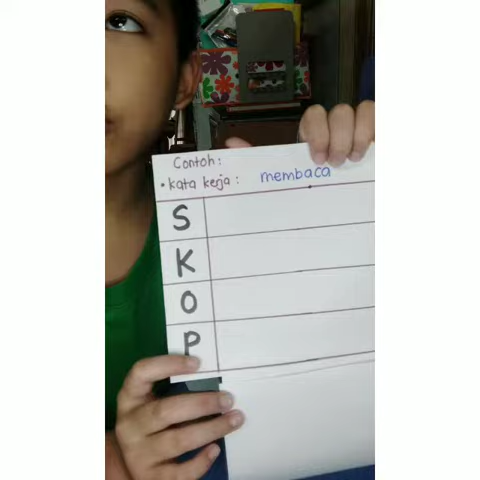 Contoh:
• kata kerja: membaca
S
K
O
P